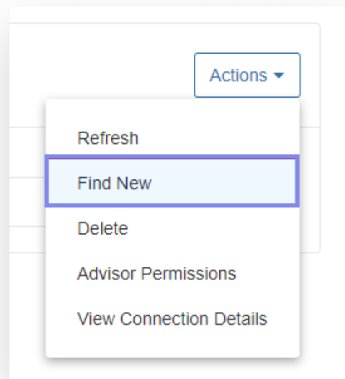 Actions
Refresh
Find New
Delete
Advisor Permissions
View Connection Details